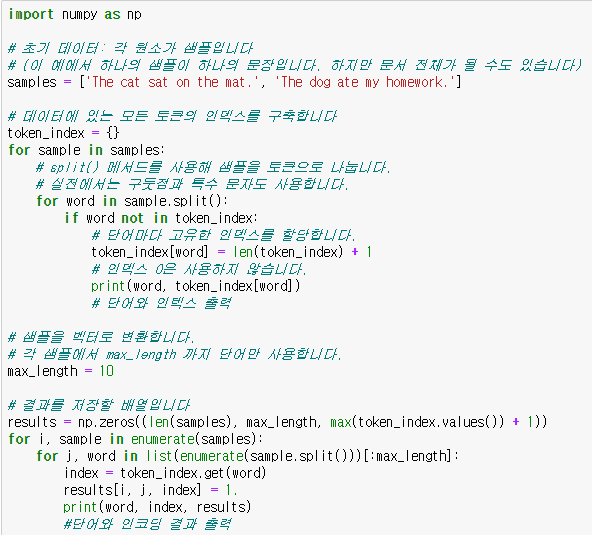 import numpy as np
# 초기 데이터: 각 원소가 샘플입니다
# (이 예에서 하나의 샘플이 하나의 문장입니다. 하지만 문서 전체가 될 수도 있습니다)
samples = ['The cat sat on the mat.', 'The dog ate my homework.']
# 데이터에 있는 모든 토큰의 인덱스를 구축합니다
token_index = {}
for sample in samples:
    # split() 메서드를 사용해 샘플을 토큰으로 나눕니다.
    # 실전에서는 구둣점과 특수 문자도 사용합니다.
    for word in sample.split():
        if word not in token_index:
            # 단어마다 고유한 인덱스를 할당합니다.
            token_index[word] = len(token_index) + 1
            # 인덱스 0은 사용하지 않습니다.
            print(word, token_index[word])
            # 단어와 인텍스 출력
# 샘플을 벡터로 변환합니다.
# 각 샘플에서 max_length 까지 단어만 사용합니다.
max_length = 10
# 결과를 저장할 배열입니다
results = np.zeros((len(samples), max_length, max(token_index.values()) + 1))
for i, sample in enumerate(samples):
    for j, word in list(enumerate(sample.split()))[:max_length]:
        index = token_index.get(word)
        results[i, j, index] = 1.
        print(word, index, results)
        #단어와 인코딩 결과 출력